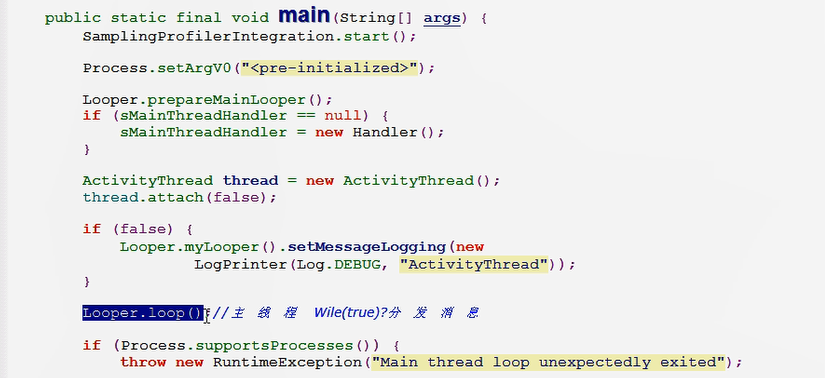 public static final void main(String[] args) {
SamplingProfilerIntegration.start();
Process.setArgV0("<pre-initialized>");
Looper.prepareMainLooper();
if (sMainThreadHandler == null) {
sMainThreadHandler = new Handler();
}
ActivityThread thread = new ActivityThread();
thread.attach(false);
if (false) {
Looper.myLooper().setMessageLogging(new
LogPrinter(Log.DEBUG, "ActivityThread"));
}
Looper.loop();//主 线 程 Wile(true)?分 发 消 息
if (Process.supportsProcesses()) {
throw new RuntimeException("Main thread loop unexpectedly exited");